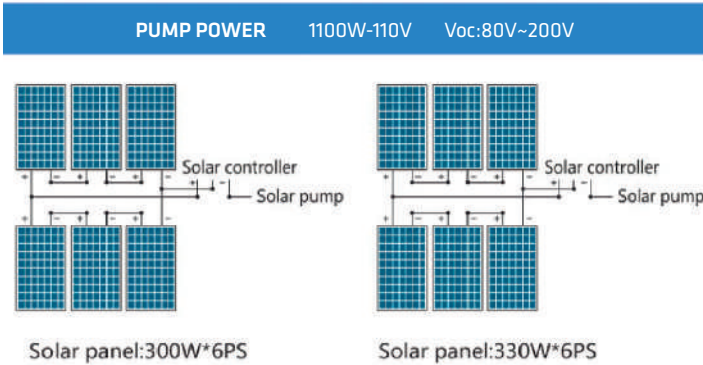 PUMP POWER 1100W-110V Voc:80V~200V
+ - + - + -
Solar controller
+ -
Solar pump
+ - + - + -
Solar panel:300W*6PS
+ - + - + -
Solar controller
+ -
Solar pump
+ - + - + -
Solar panel:330W*6PS